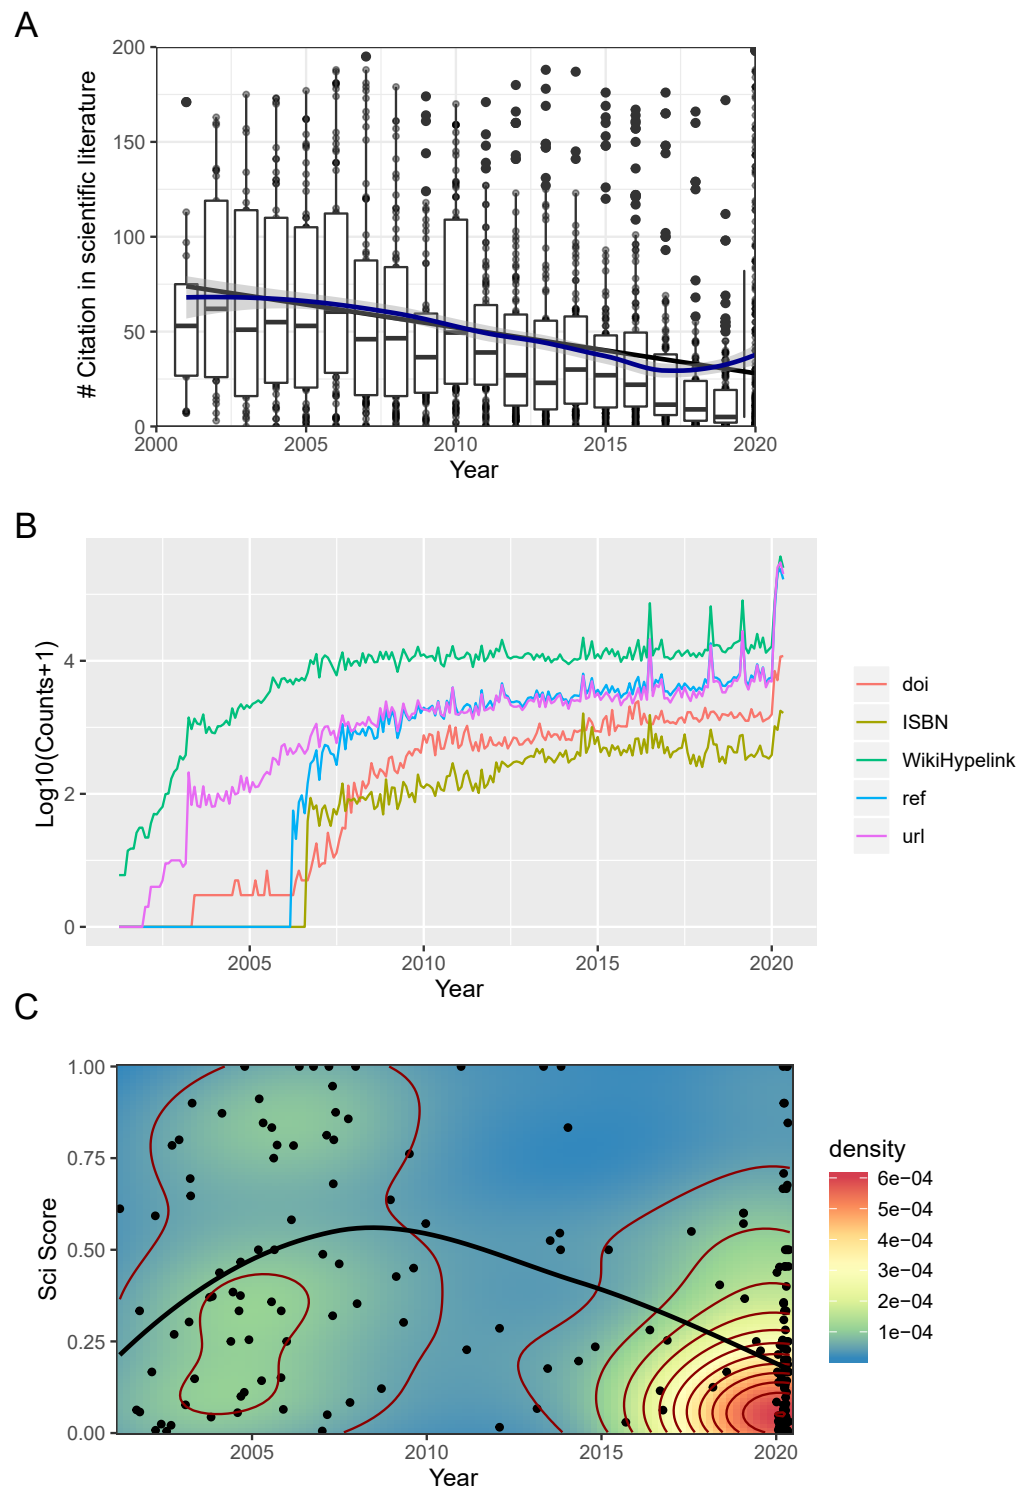 A
# Citation in scientific literature
200
150
100
50
0
2000 2005 2010 2015 2020
Year
B
Log10(Counts+1)
4
2
0
2005 2010 2015 2020
Year
doi
ISBN
WikiHypelink
ref
url
C
Sci Score
1.00
0.75
0.50
0.25
0.00
2005 2010 2015 2020
Year
density
6e−04
5e−04
4e−04
3e−04
2e−04
1e−04